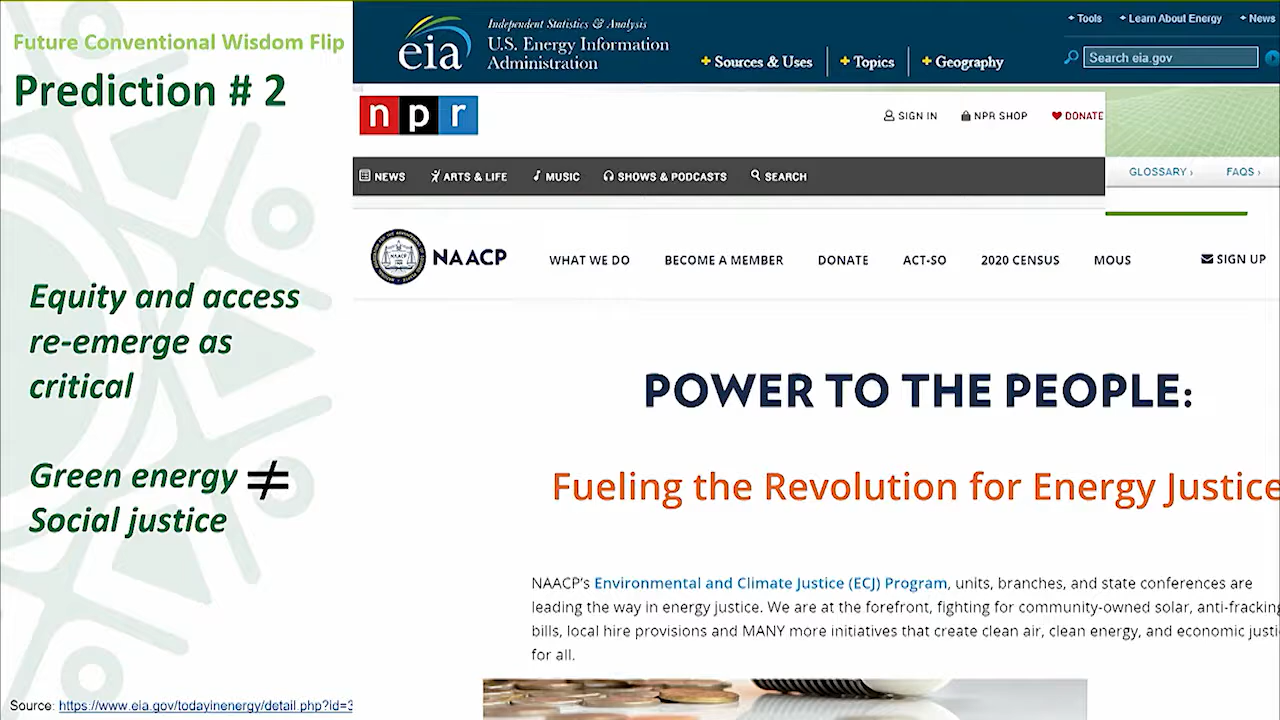 Future Conventional Wisdom Flip
Prediction # 2
Equity and access
re-emerge as
critical
Green energy ≠
Social justice
Source: https://www.eia.gov/todayinenergy/detail.php?id=3
eia
Independent Statistics & Analysis
U.S. Energy Information
Administration
+ Sources & Uses
+ Topics
+ Geography
+ Tools
+ Learn About Energy
+ News
Search eia.gov
npr
SIGN IN
NPR SHOP
DONATE
NEWS
ARTS & LIFE
MUSIC
SHOWS & PODCASTS
SEARCH
GLOSSARY ›
FAQS ›
NAACP
WHAT WE DO
BECOME A MEMBER
DONATE
ACT-SO
2020 CENSUS
MOUS
SIGN UP
POWER TO THE PEOPLE:
Fueling the Revolution for Energy Justice
NAACP's Environmental and Climate Justice (ECJ) Program, units, branches, and state conferences are
leading the way in energy justice. We are at the forefront, fighting for community-owned solar, anti-fracking
bills, local hire provisions and MANY more initiatives that create clean air, clean energy, and economic justi
for all.